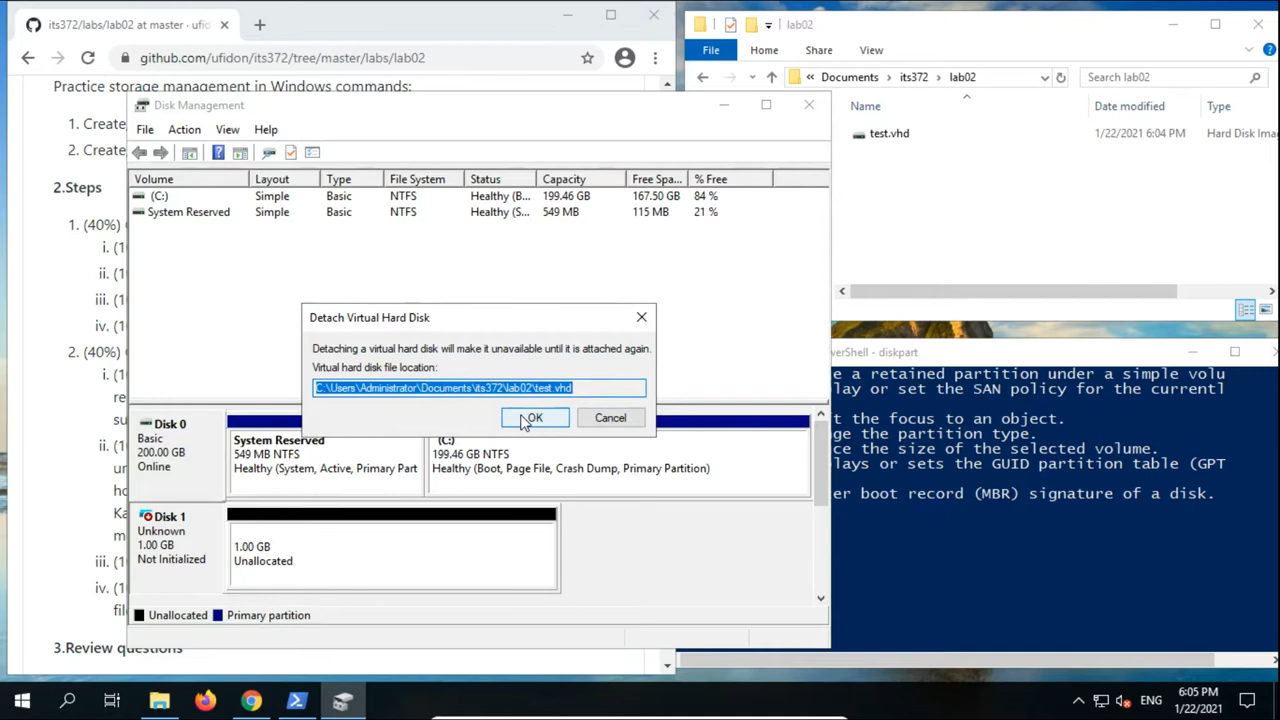 its372/labs/lab02 at master · ufid
github.com/ufidon/its372/tree/master/labs/lab02
Practice storage management in Windows commands:
1. Create
2. Create
2.Steps
1. (40%)
i. (1
ii. (1
iii. (1
iv. (1
2. (40%)
i. (10
re
su
ii. (1
un
ho
Ka
m
iii. (1
iv. (1
fil
3.Review questions
Disk Management
File Action View Help
Volume Layout Type File System Status Capacity Free Spa... % Free
(C:) Simple Basic NTFS Healthy (B... 199.46 GB 167.50 GB 84 %
System Reserved Simple Basic NTFS Healthy (S... 549 MB 115 MB 21 %
Detach Virtual Hard Disk
Detaching a virtual hard disk will make it unavailable until it is attached again.
Virtual hard disk file location:
C:\Users\Administrator\Documents\its372\lab02\test.vhd
OK Cancel
Disk 0
Basic
200.00 GB
Online
System Reserved
549 MB NTFS
Healthy (System, Active, Primary Part
(C:)
199.46 GB NTFS
Healthy (Boot, Page File, Crash Dump, Primary Partition)
Disk 1
Unknown
1.00 GB
Not Initialized
1.00 GB
Unallocated
Unallocated Primary partition
lab02
File Home Share View
« Documents its372 lab02
Search lab02
Name Date modified Type
test.vhd 1/22/2021 6:04 PM Hard Disk Ima
erShell - diskpart
e a retained partition under a simple volu
lay or set the SAN policy for the currentl
t the focus to an object.
ge the partition type.
ce the size of the selected volume.
lays or sets the GUID partition table (GPT
er boot record (MBR) signature of a disk.
ENG
6:05 PM
1/22/2021